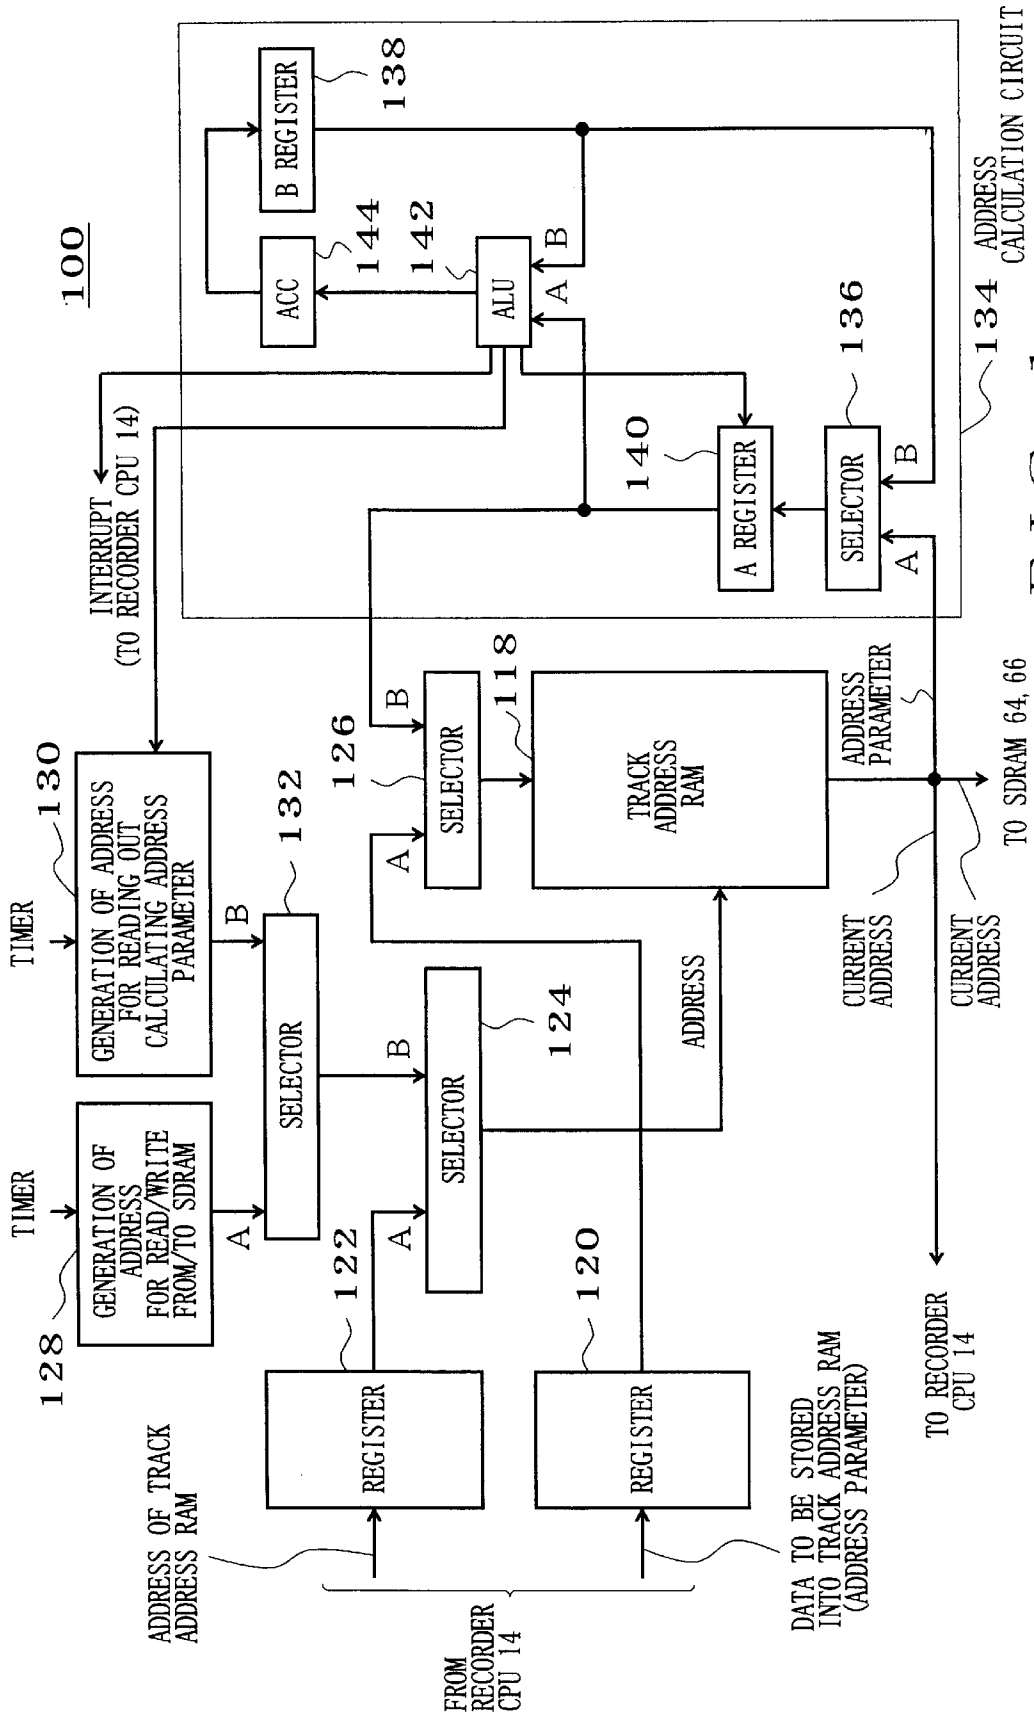 100
TIMER
TIMER
128
GENERATION OF
ADDRESS
FOR READ/WRITE
FROM/TO SDRAM
130
GENERATION OF ADDRESS
FOR READING OUT
CALCULATING ADDRESS
PARAMETER
INTERRUPT
(TO RECORDER CPU 14)
A
B
132
SELECTOR
ADDRESS OF TRACK
ADDRESS RAM
122
REGISTER
A
B
SELECTOR
124
FROM
RECORDER
CPU 14
120
REGISTER
DATA TO BE STORED
INTO TRACK ADDRESS RAM
(ADDRESS PARAMETER)
ADDRESS
A
B
126
SELECTOR
118
TRACK
ADDRESS
RAM
ACC
144
B REGISTER
138
142
ALU
A
B
140
A REGISTER
136
SELECTOR
A
B
134
ADDRESS
CALCULATION CIRCUIT
ADDRESS
PARAMETER
CURRENT
ADDRESS
CURRENT
ADDRESS
TO RECORDER
CPU 14
TO SDRAM 64, 66